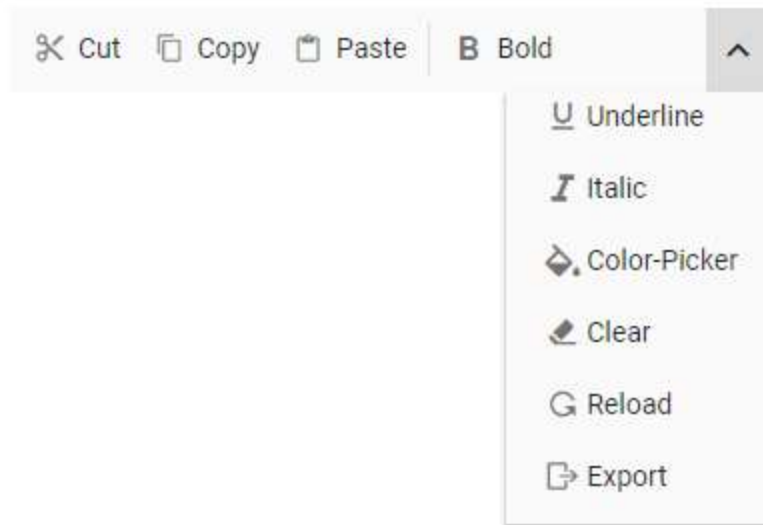 Cut Copy Paste B Bold
U Underline
I Italic
Color-Picker
Clear
Reload
Export